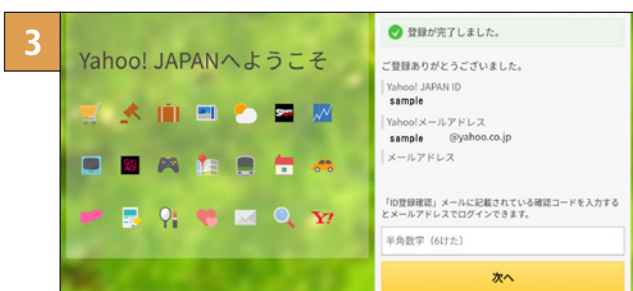 3
Yahoo! JAPANへようこそ
登録が完了しました。
ご登録ありがとうございました。
Yahoo! JAPAN ID
sample
Yahoo!メールアドレス
sample @yahoo.co.jp
メールアドレス
「ID登録確認」メールに記載されている確認コードを入力する
とメールアドレスでログインできます。
半角数字（6けた）
次へ